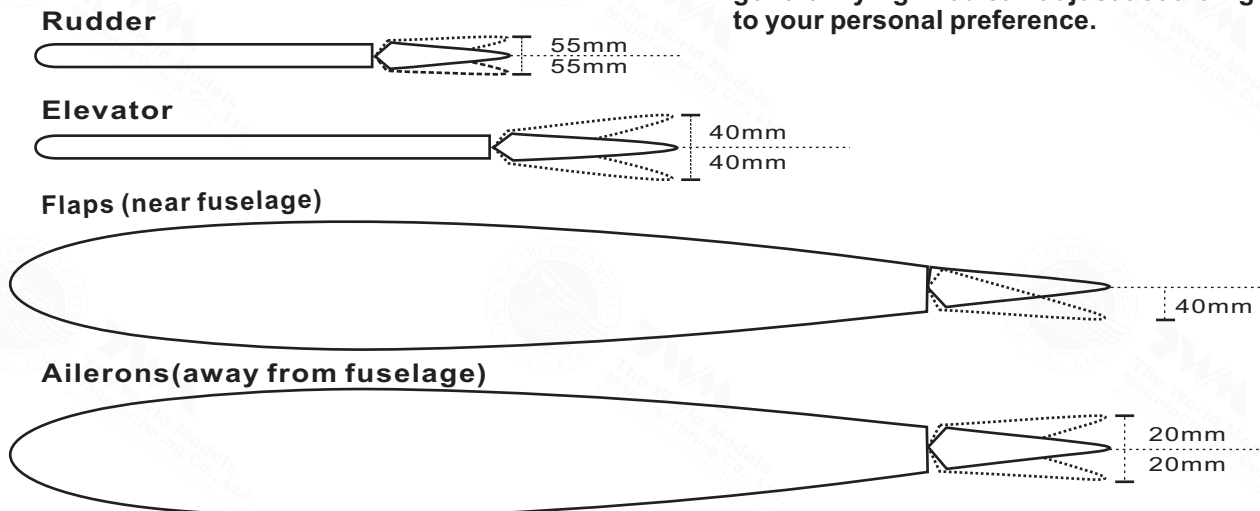 to your personal preference.
Rudder
55mm
55mm
Elevator
40mm
40mm
Flaps (near fuselage)
40mm
Ailerons(away from fuselage)
20mm
20mm